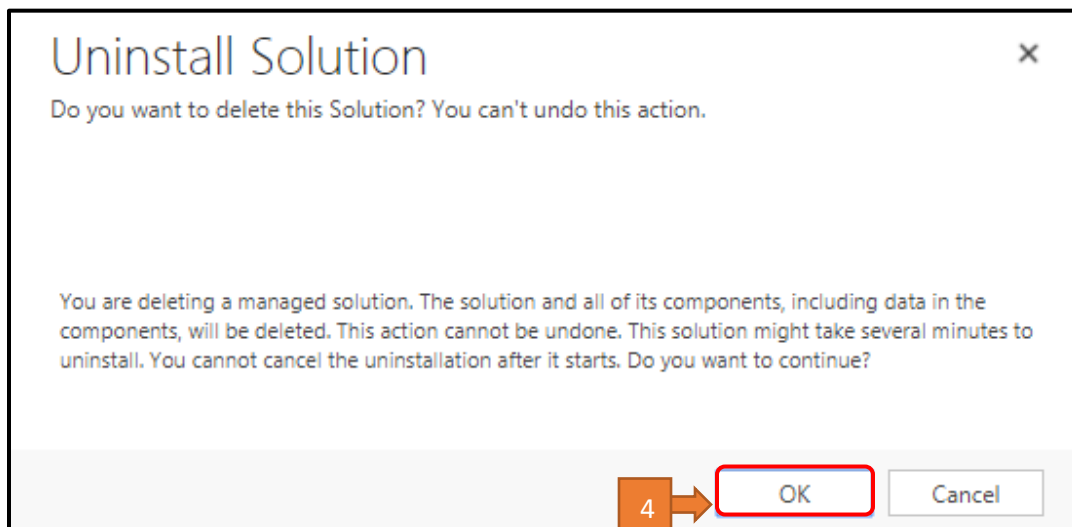 Uninstall Solution
Do you want to delete this Solution? You can't undo this action.
You are deleting a managed solution. The solution and all of its components, including data in the
components, will be deleted. This action cannot be undone. This solution might take several minutes to
uninstall. You cannot cancel the uninstallation after it starts. Do you want to continue?
4 OK Cancel